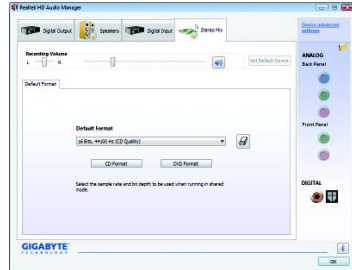 Realtek HD Audio Manager
Digital Output
Speakers
Digital Input
Stereo Mix
Device advanced
settings
Recording Volume
L
R
Set Default Device
ANALOG
Back Panel
Default Format
Default Format
16 Bits, 44100 Hz (CD Quality)
CD Format
DVD Format
Select the sample rate and bit depth to be used when running in shared
mode.
Front Panel
DIGITAL
GIGABYTE
TECHNOLOGY
OK